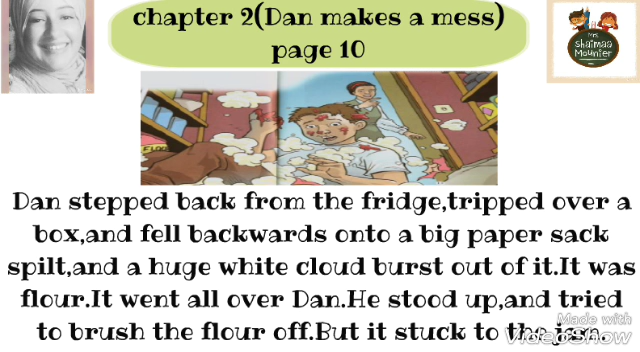 chapter 2(Dan makes a mess)
page 10
Mrs
Shaimaa
Mounier
FLOUR
Dan stepped back from the fridge,tripped over a
box,and fell backwards onto a big paper sack
spilt,and a huge white cloud burst out of it.It was
flour.It went all over Dan.He stood up,and tried
to brush the flour off.But it stuck to the jam.
Made with
VideoShow